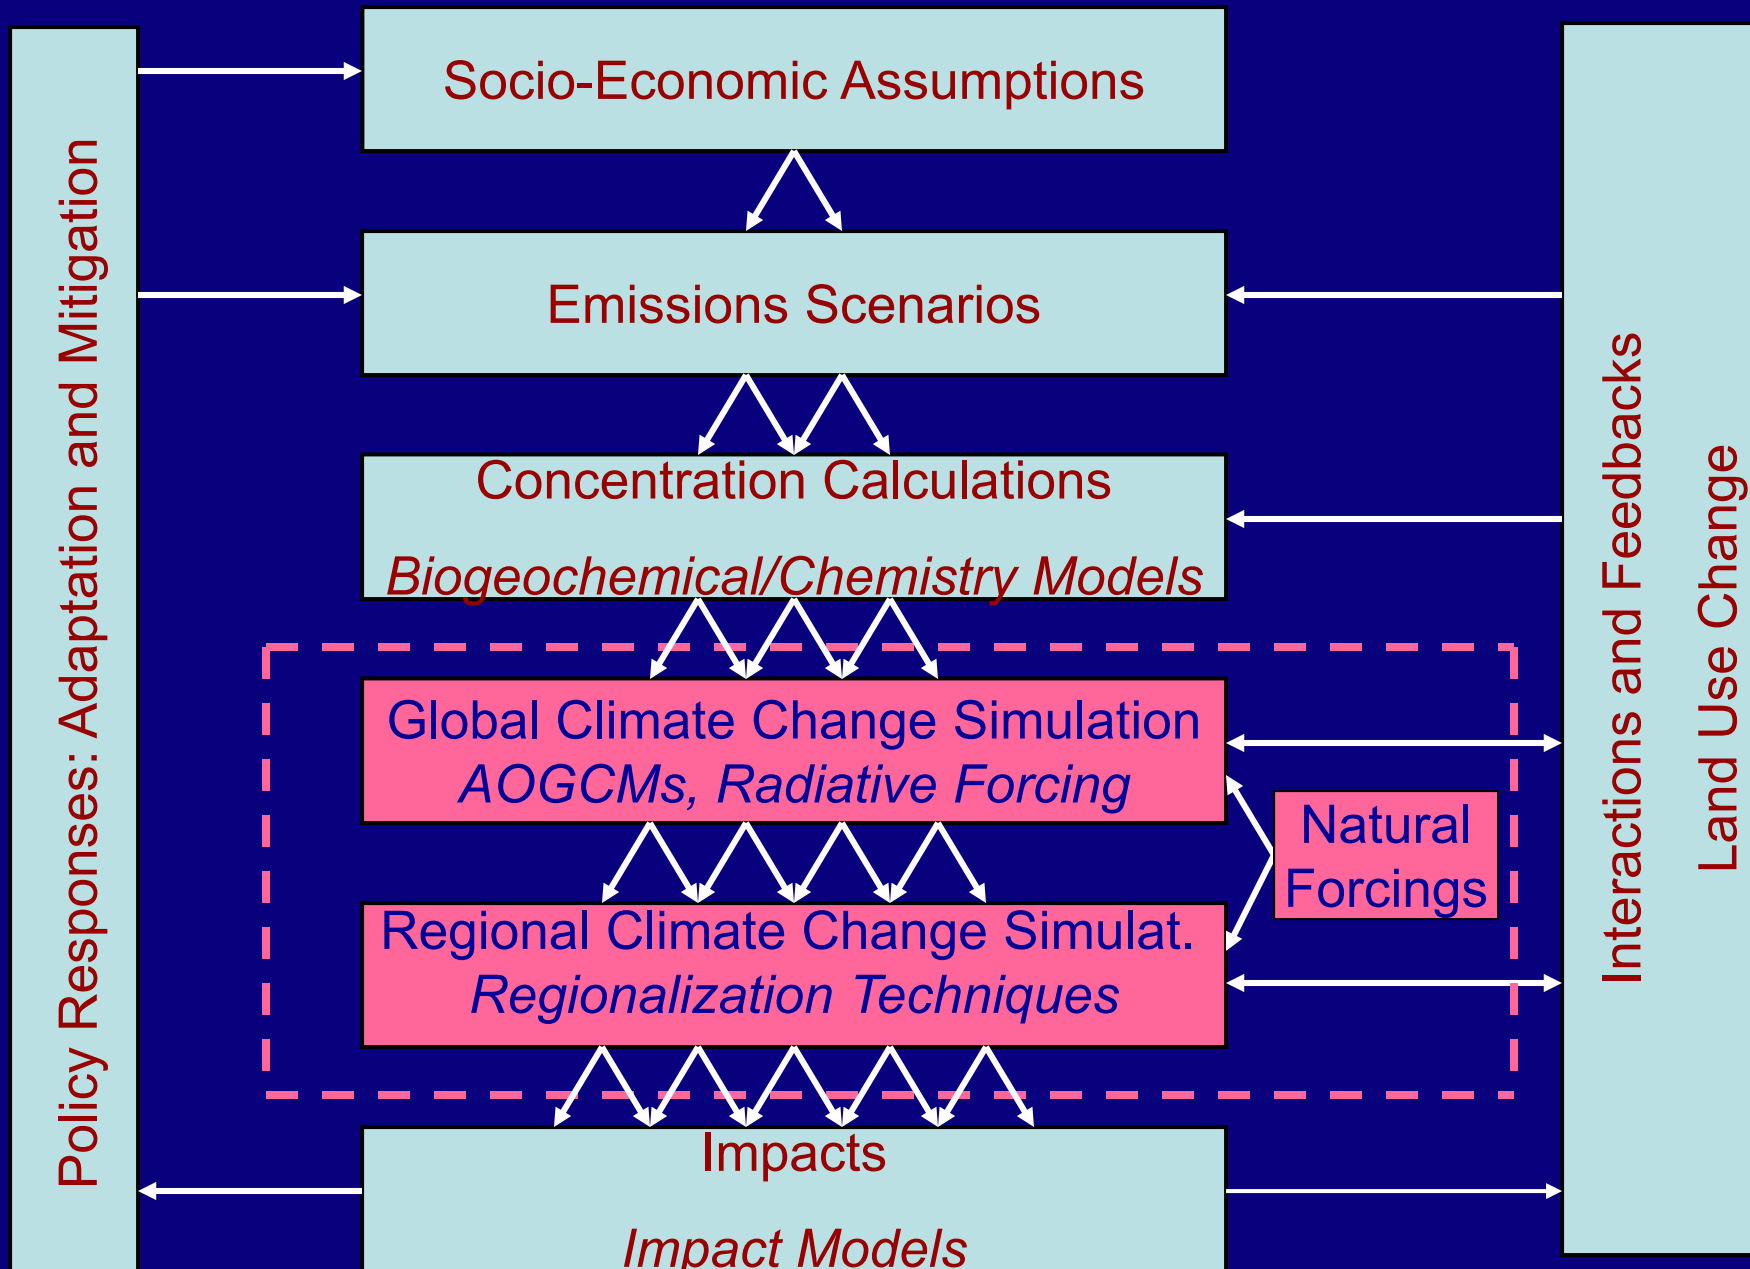 Policy Responses: Adaptation and Mitigation
Socio-Economic Assumptions
Emissions Scenarios
Concentration Calculations
Biogeochemical/Chemistry Models
Global Climate Change Simulation
AOGCMs, Radiative Forcing
Natural
Forcings
Regional Climate Change Simulat.
Regionalization Techniques
Impacts
Impact Models
Interactions and Feedbacks
Land Use Change